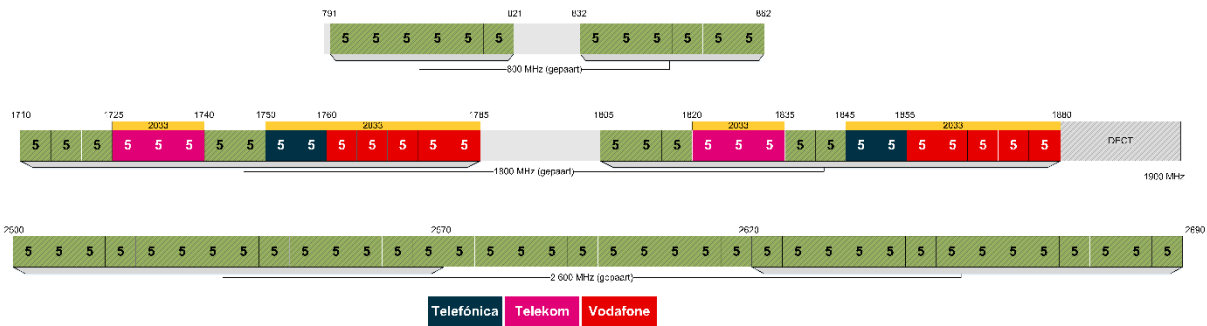 791 821 832 862
5 5 5 5 5 5 5 5 5 5 5 5
800 MHz (gepaart)
1710 1725 1740 1750 1760 1785 1805 1820 1835 1845 1855 1880
2033 2033 2033 2033
5 5 5 5 5 5 5 5 5 5 5 5 5 5 5 5 5 5 5 5 5 5 5 5 5 5 5 5 5 5 DECT
1800 MHz (gepaart) 1900 MHz
2500 2570 2620 2690
5 5 5 5 5 5 5 5 5 5 5 5 5 5 5 5 5 5 5 5 5 5 5 5 5 5 5 5 5 5 5 5 5 5 5 5 5 5
2 600 MHz (gepaart)
Telefónica Telekom Vodafone